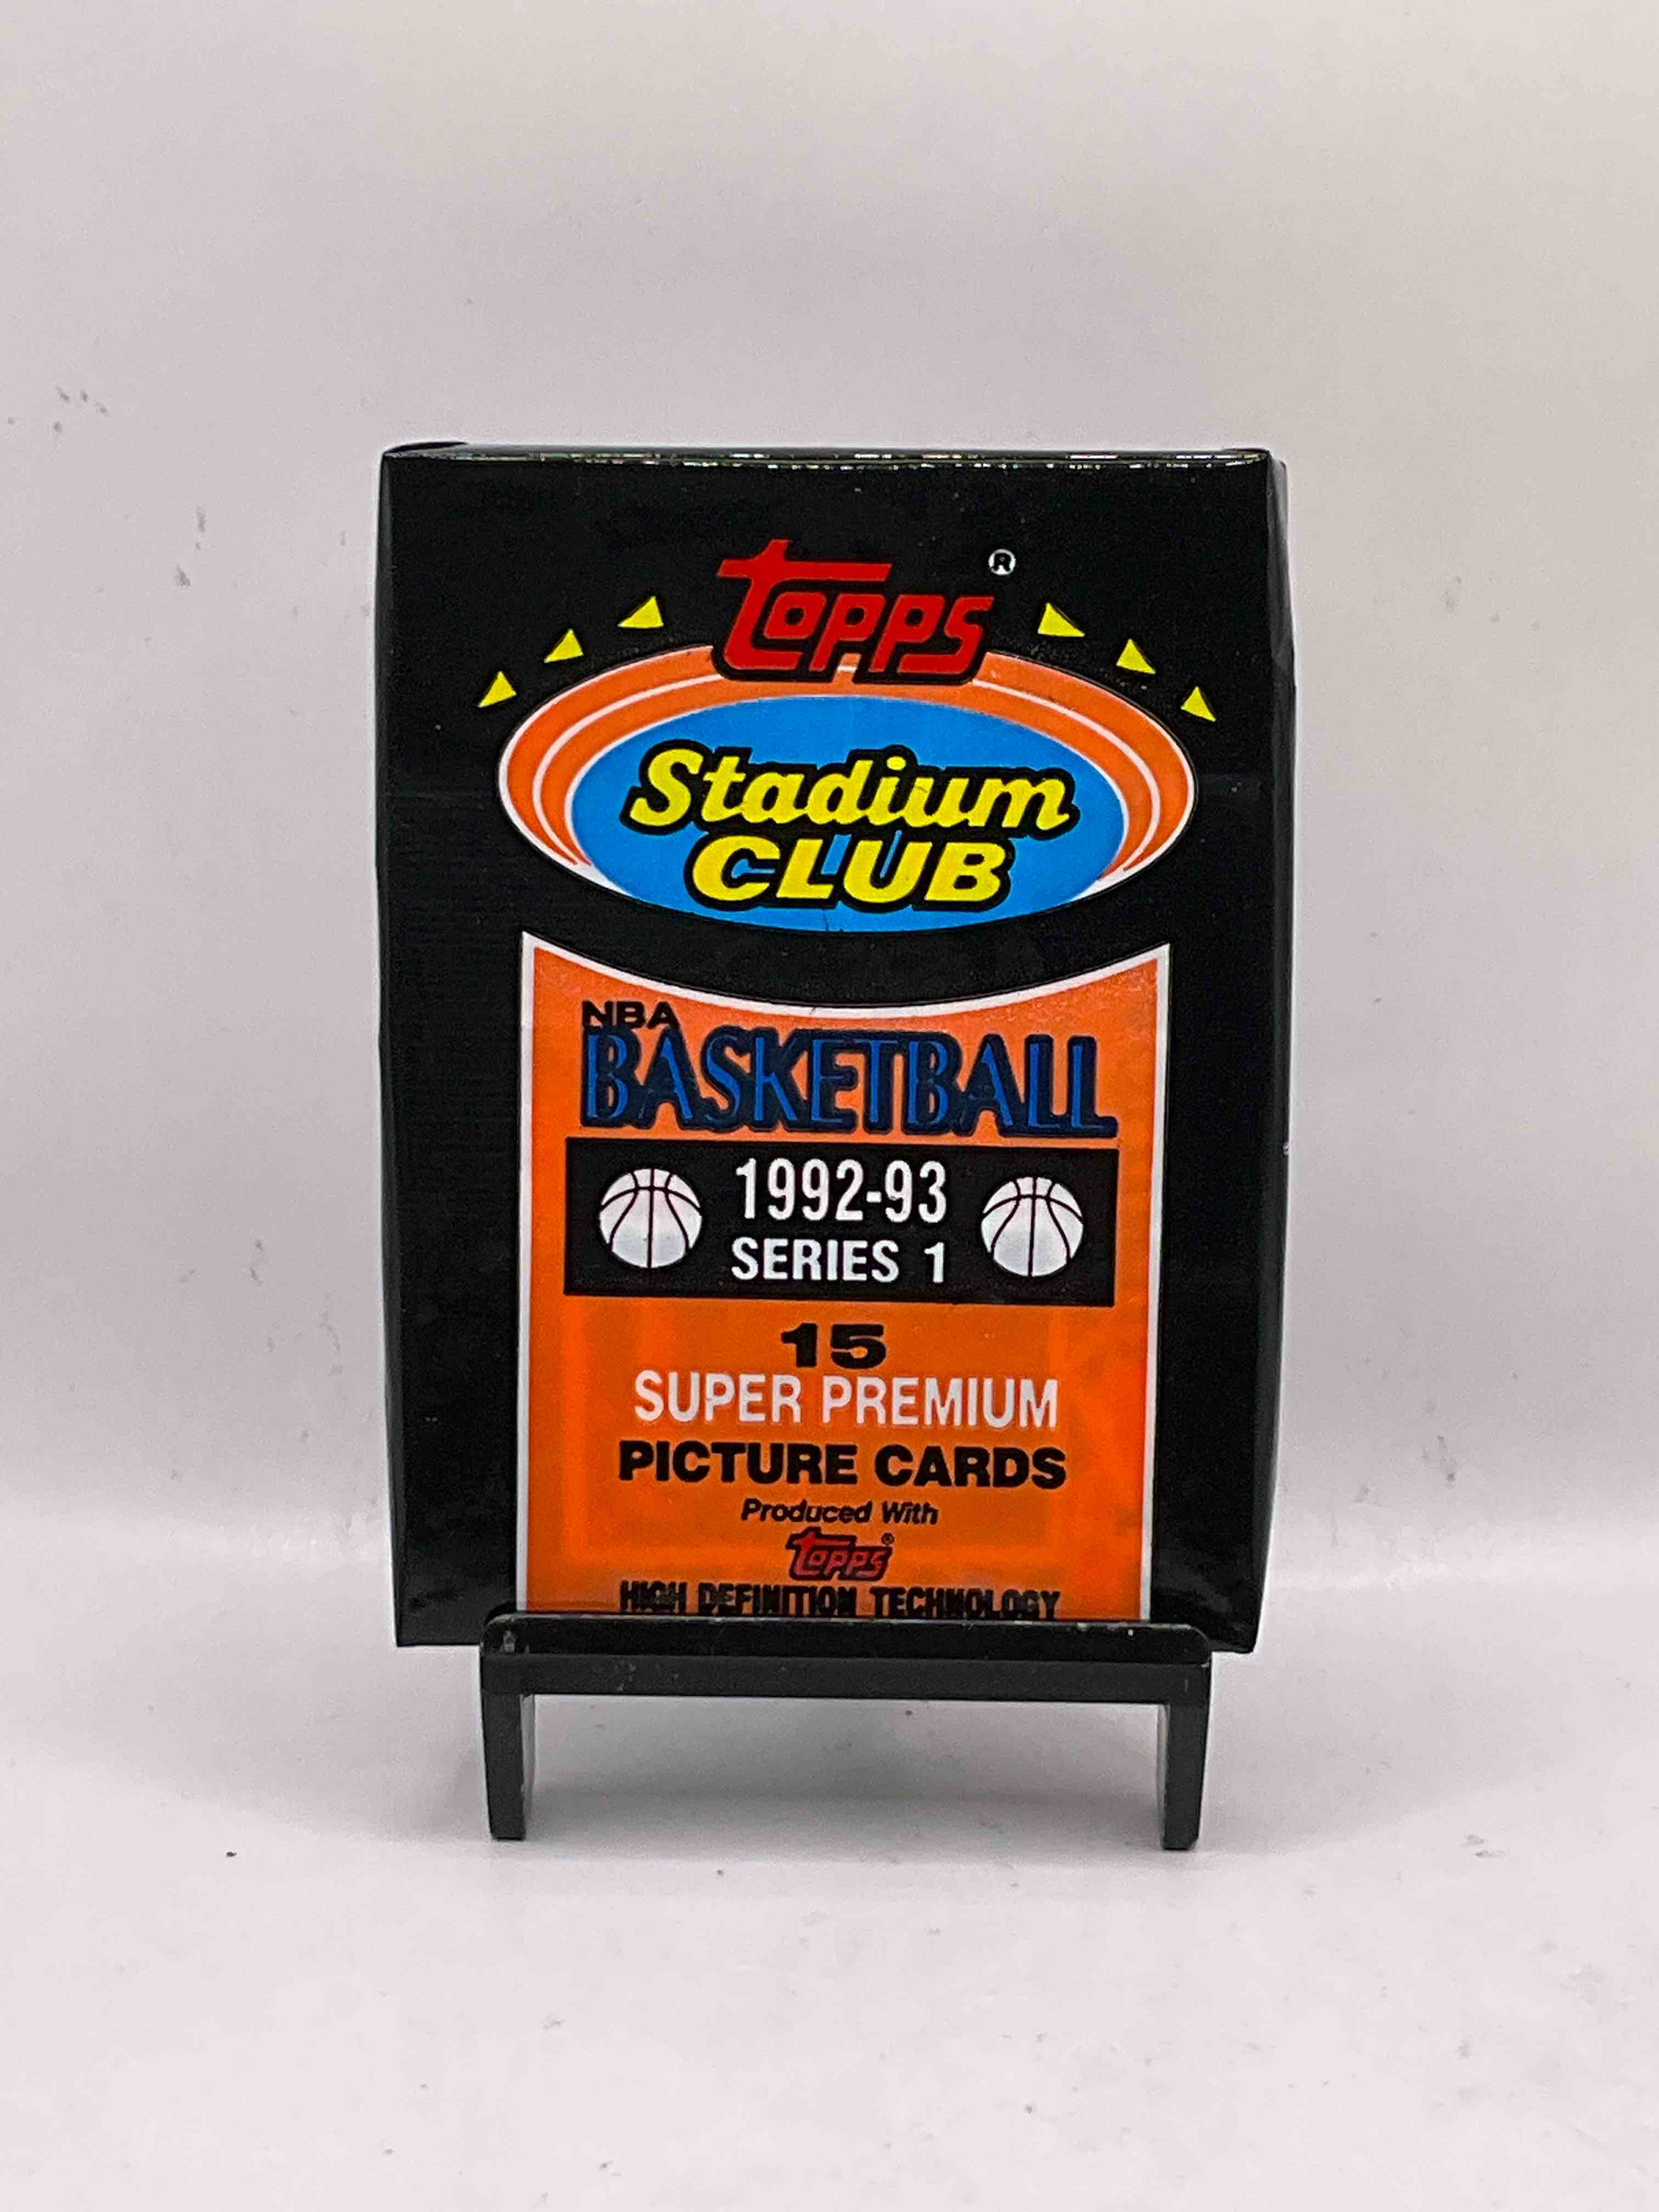 Topps®
Stadium
CLUB
NBA
BASKETBALL
1992-93
SERIES 1
15
SUPER PREMIUM
PICTURE CARDS
Produced With
Topps®
HIGH DEFINITION TECHNOLOGY